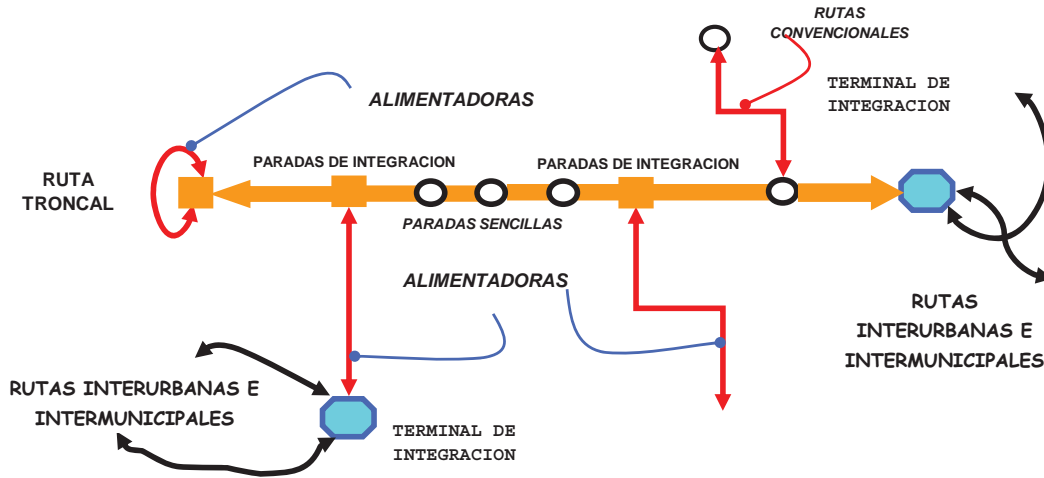 RUTAS
CONVENCIONALES
TERMINAL DE
INTEGRACION
ALIMENTADORAS
PARADAS DE INTEGRACION
PARADAS DE INTEGRACION
RUTA
TRONCAL
PARADAS SENCILLAS
ALIMENTADORAS
RUTAS
INTERURBANAS E
INTERMUNICIPALES
RUTAS INTERURBANAS E
INTERMUNICIPALES
TERMINAL DE
INTEGRACION